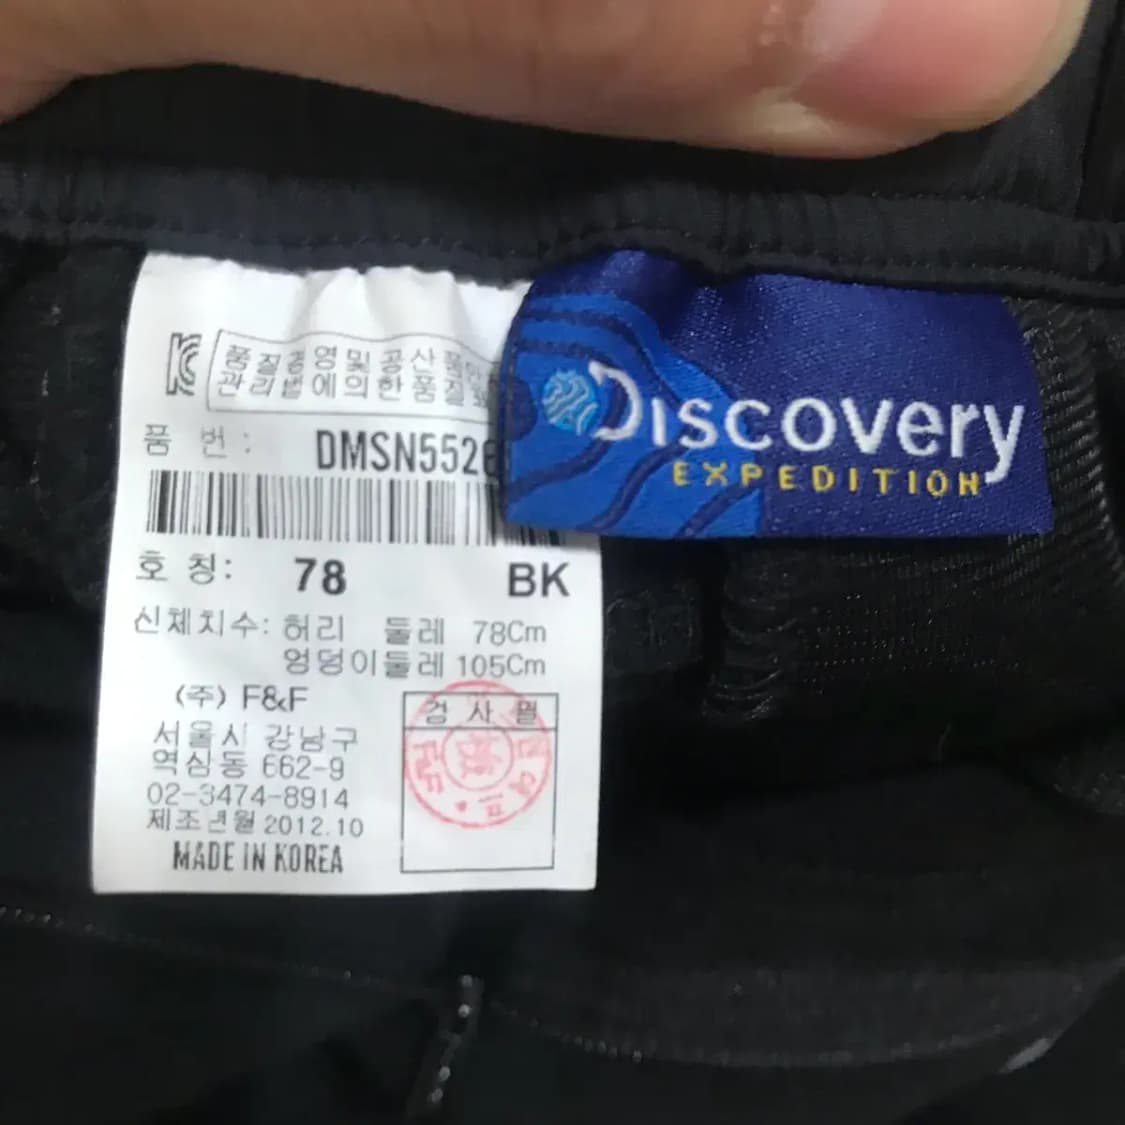 품질경영및공산품안
관리법에의한품질표
품 번: DMSN552
호 칭: 78 BK
신체치수: 허리 둘레 78Cm
엉덩이둘레 105Cm
(주) F&F
서울시 강남구
역삼동 662-9
02-3474-8914
제조년월 2012.10
MADE IN KOREA
검 사 필
Discovery
EXPEDITION